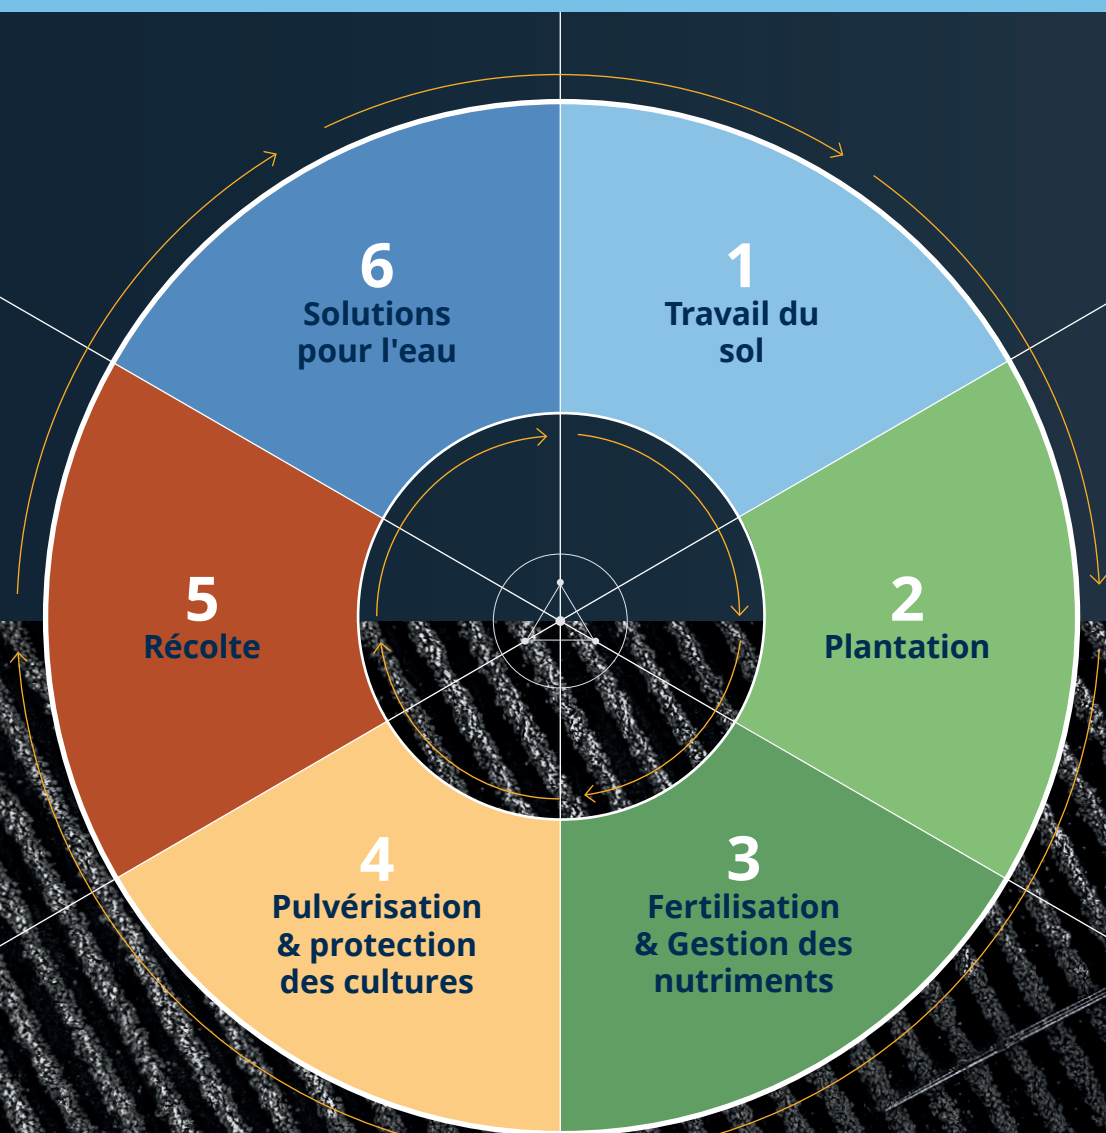 1
Travail du
sol
2
Plantation
3
Fertilisation
& Gestion des
nutriments
4
Pulvérisation
& protection
des cultures
5
Récolte
6
Solutions
pour l'eau